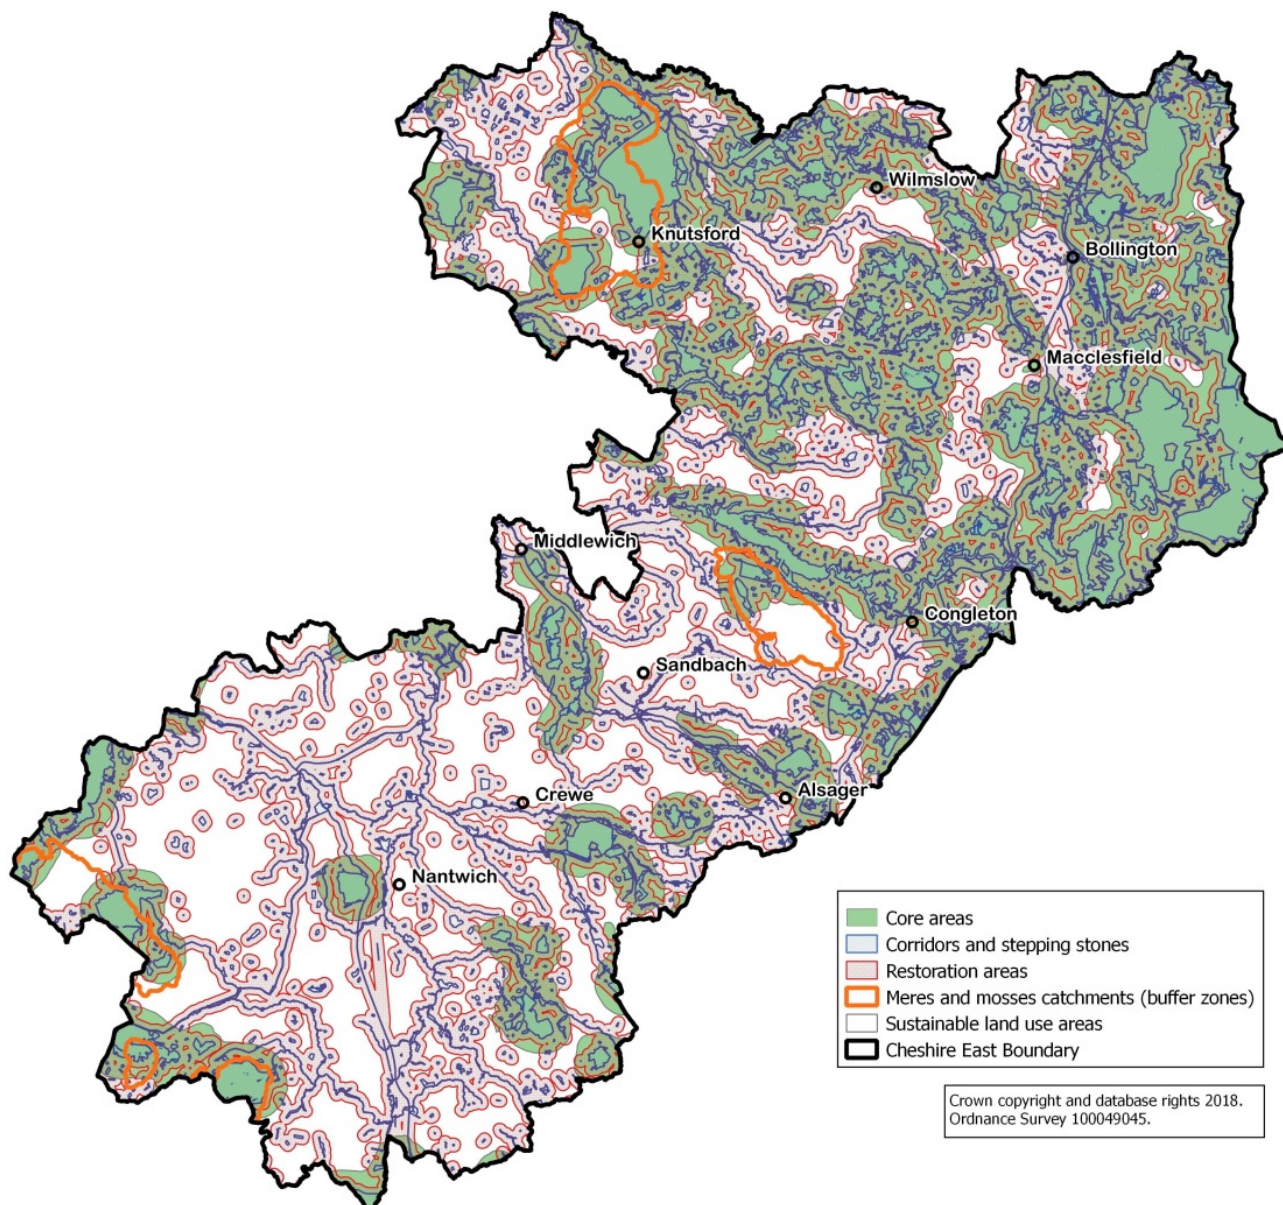 Wilmslow
Knutsford
Bollington
Macclesfield
Middlewich
Congleton
Sandbach
Crewe
Alsager
Nantwich
Core areas
Corridors and stepping stones
Restoration areas
Meres and mosses catchments (buffer zones)
Sustainable land use areas
Cheshire East Boundary
Crown copyright and database rights 2018.
Ordnance Survey 100049045.